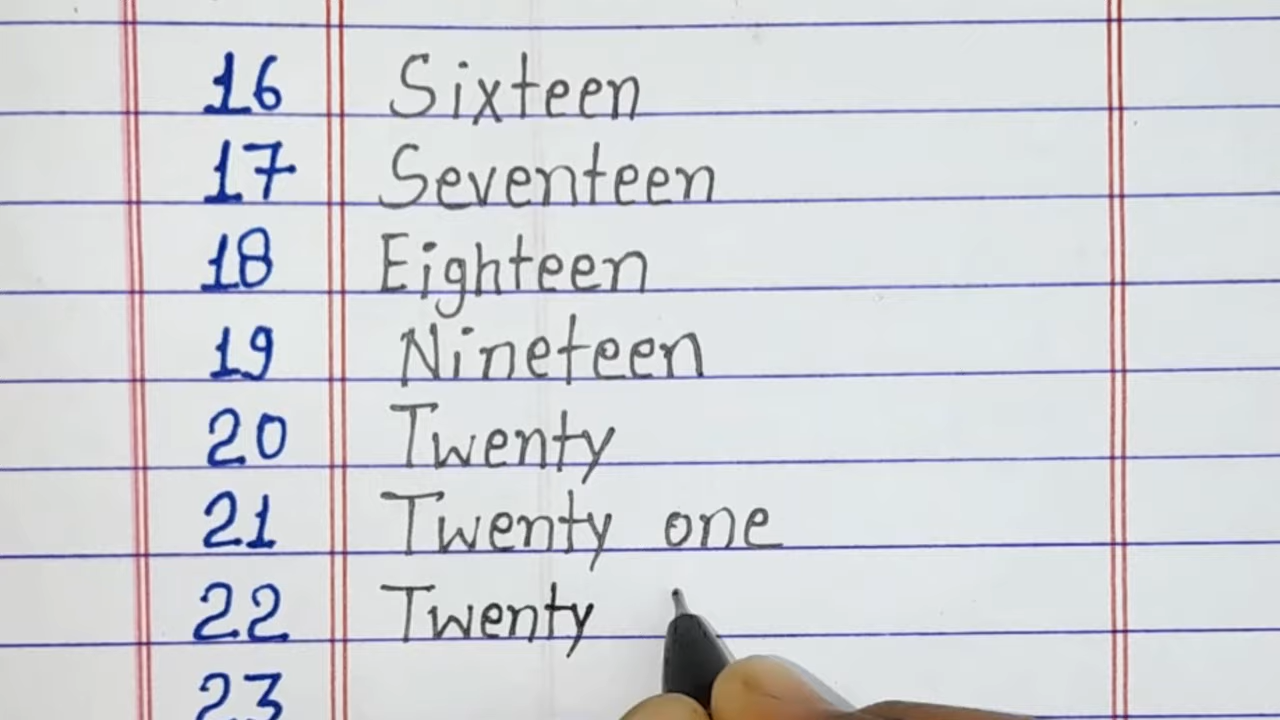 16 Sixteen
17 Seventeen
18 Eighteen
19 Nineteen
20 Twenty
21 Twenty one
22 Twenty
23